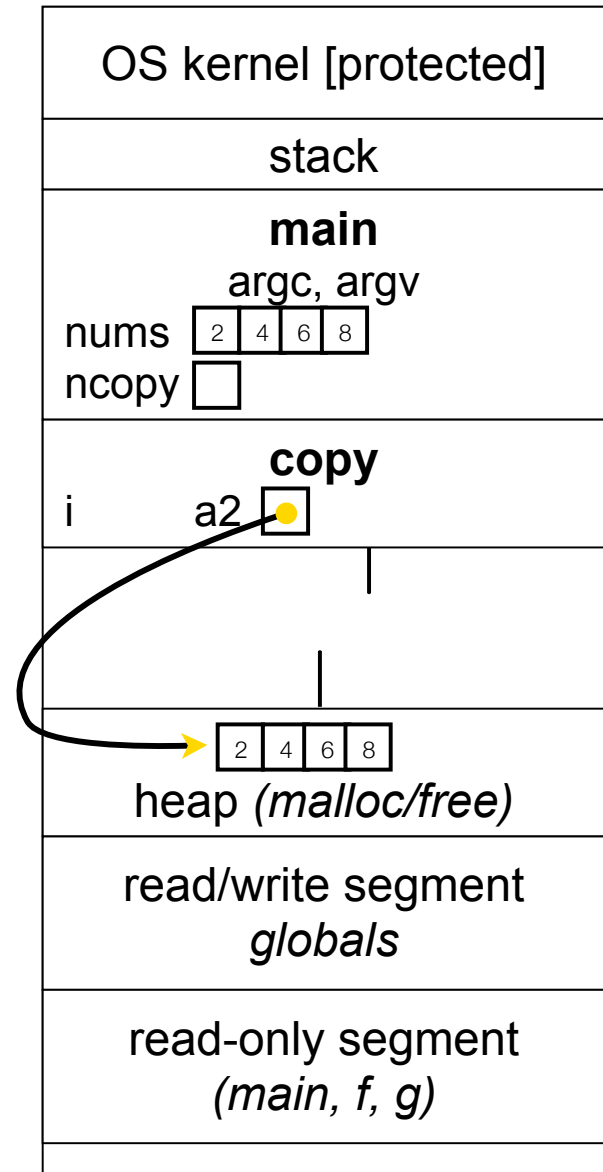 OS kernel [protected]
stack
main
argc, argv
nums 2 4 6 8
ncopy
copy
i a2
2 4 6 8
heap (malloc/free)
read/write segment
globals
read-only segment
(main, f, g)